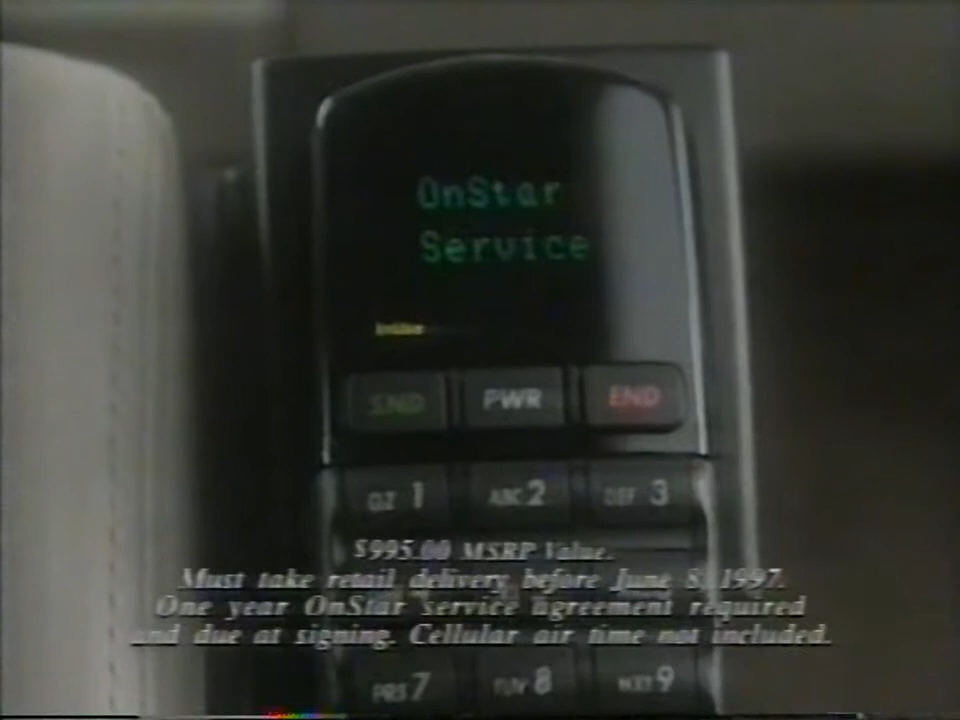 OnStar
Service
SND PWR END
QZ 1 ABC 2 DEF 3
$995.00 MSRP Value.
Must take retail delivery before June 8, 1997.
One year OnStar service agreement required
and due at signing. Cellular air time not included.
PRS 7 TUV 8 WXY 9